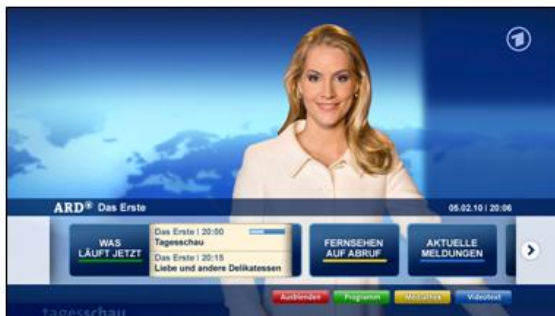 1
ARD® Das Erste
05.02.10 | 20:06
WAS
LÄUFT JETZT
Das Erste | 20:00
Tagesschau
Das Erste | 20:15
Liebe und andere Delikatessen
FERNSEHEN
AUF ABRUF
AKTUELLE
MELDUNGEN
Ausblenden
Programm
Mediathek
Videotext
tagesschau